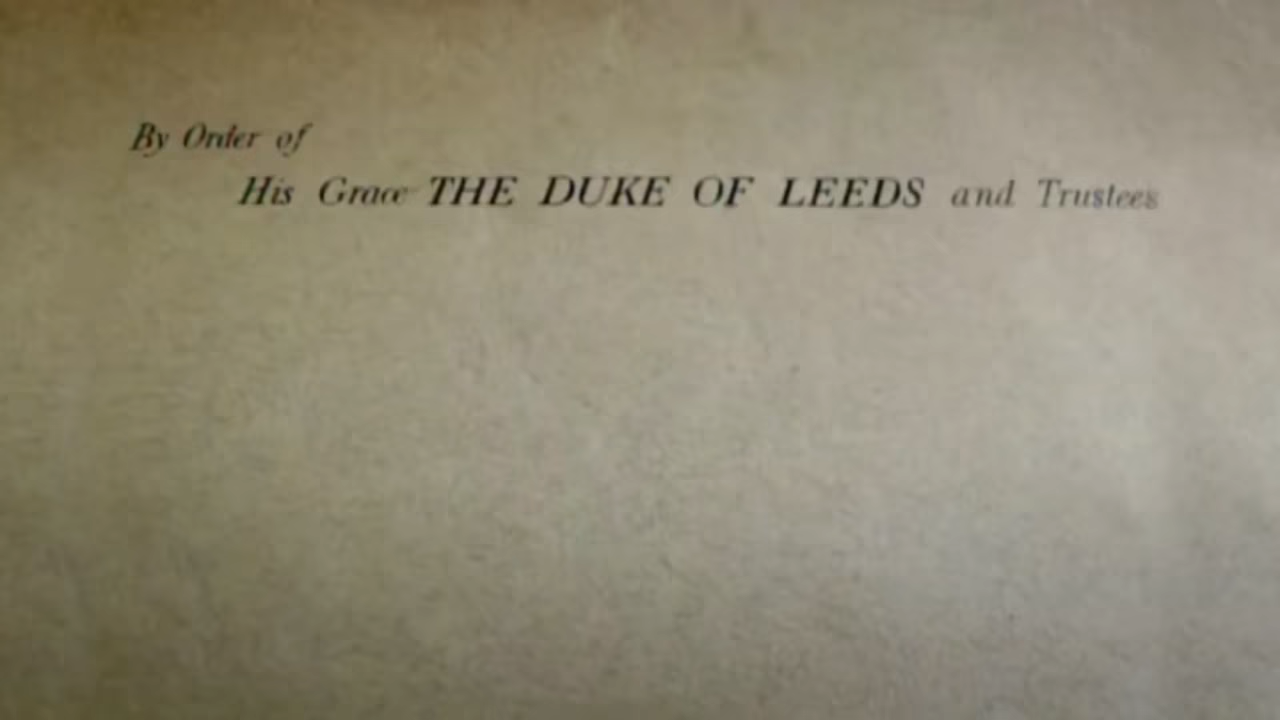 By Order of
His Grace THE DUKE OF LEEDS and Trustees